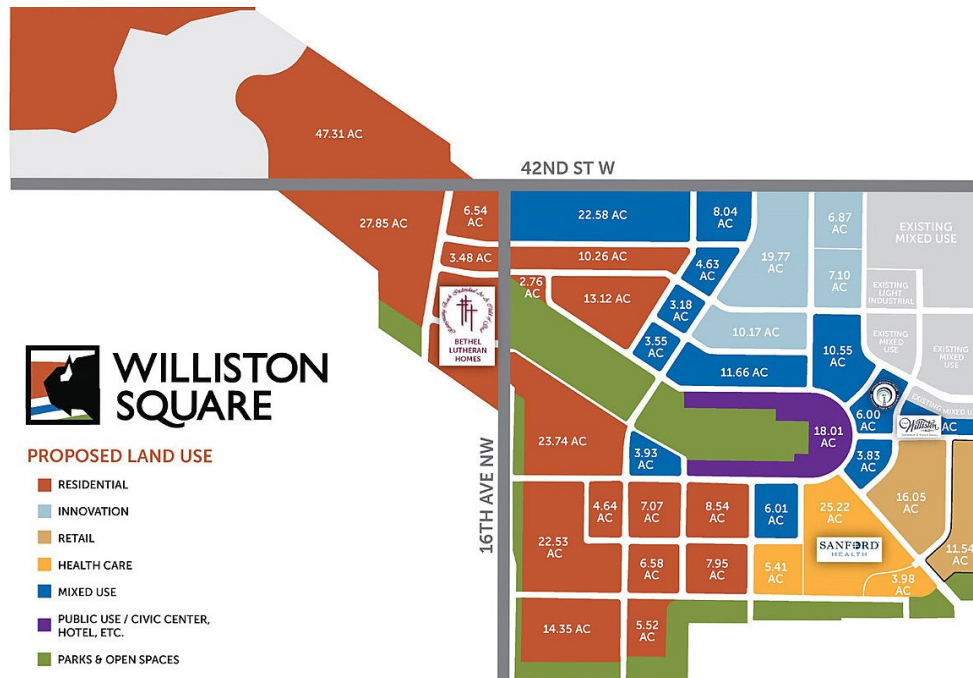 47.31 AC
42ND ST W
27.85 AC
6.54
AC
3.48 AC
22.58 AC
8.04
AC
6.87
AC
EXISTING
MIXED USE
19.77
AC
4.63
AC
10.26 AC
7.10
AC
2.76
AC
13.12 AC
3.18
AC
EXISTING
LIGHT
INDUSTRIAL
BETHEL
LUTHERAN
HOMES
3.55
AC
10.17 AC
EXISTING
MIXED
USE
EXISTING
MIXED
USE
10.55
AC
11.66 AC
WILLISTON
SQUARE
6.00
AC
EXISTING MIXED USE
Williston
AC
18.01
AC
23.74 AC
3.93
AC
3.83
AC
PROPOSED LAND USE
RESIDENTIAL
INNOVATION
RETAIL
HEALTH CARE
MIXED USE
PUBLIC USE / CIVIC CENTER,
HOTEL, ETC.
PARKS & OPEN SPACES
16TH AVE NW
4.64
AC
7.07
AC
8.54
AC
6.01
AC
25.22
AC
16.05
AC
22.53
AC
SANFORD
HEALTH
6.58
AC
7.95
AC
5.41
AC
11.54
AC
3.98
AC
14.35 AC
5.52
AC